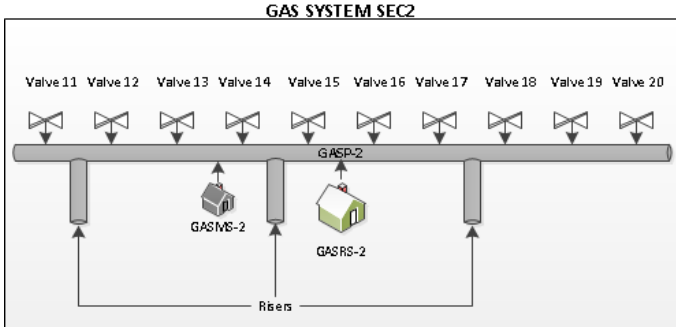 GAS SYSTEM SEC2
Valve 11 Valve 12 Valve 13 Valve 14 Valve 15 Valve 16 Valve 17 Valve 18 Valve 19 Valve 20
GASP-2
GASMS-2
GASRS-2
Risers